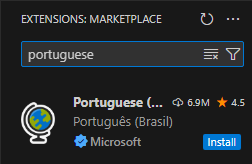 EXTENSIONS: MARKETPLACE
portuguese
Portuguese (... 6.9M 4.5
Português (Brasil)
Microsoft Install